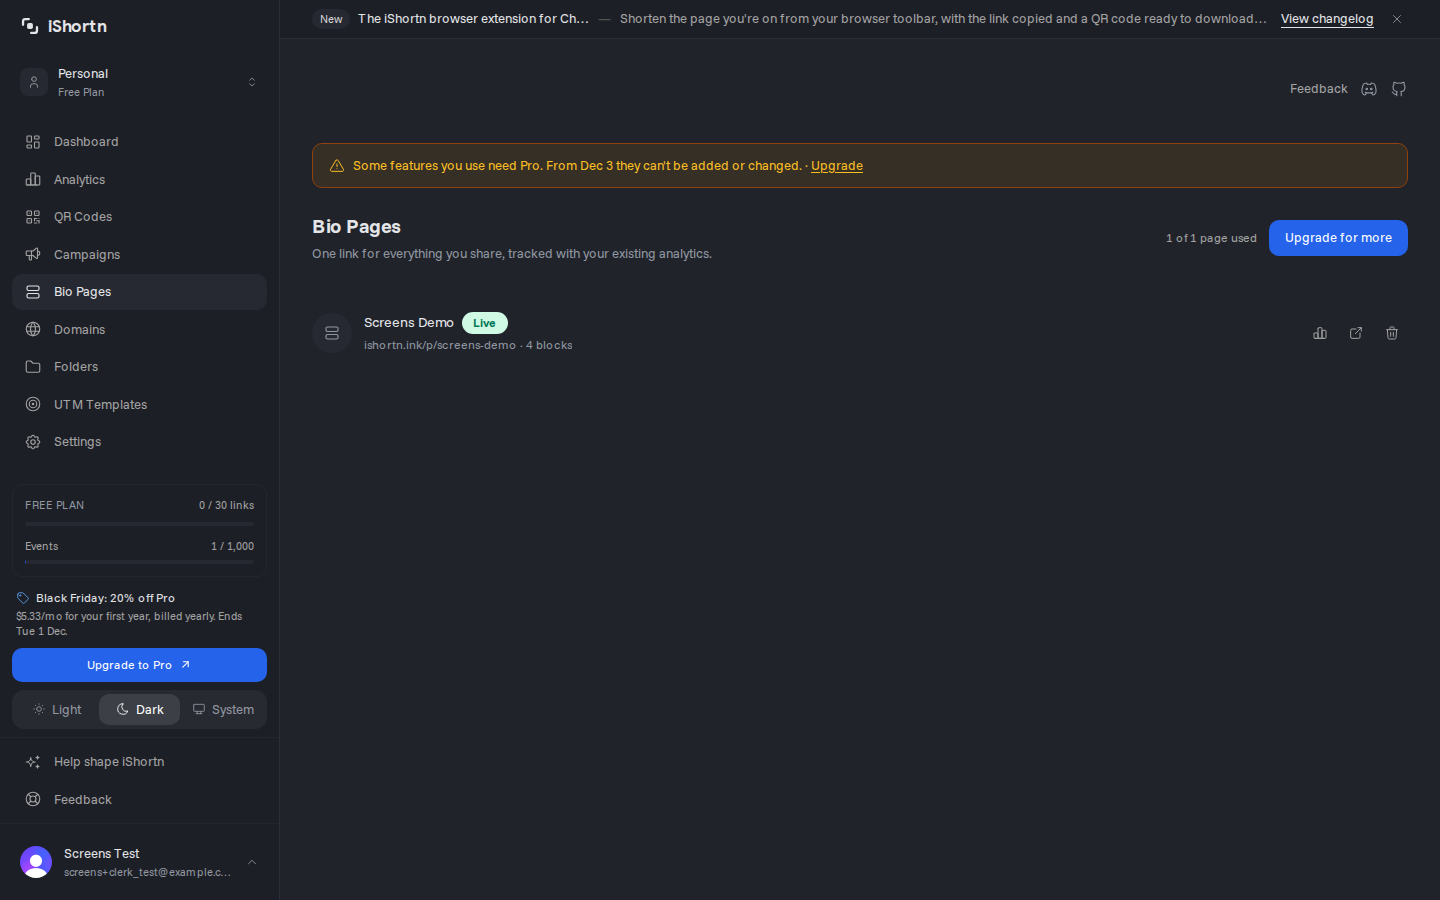 iShortn
Personal
Free Plan
Dashboard
Analytics
QR Codes
Campaigns
Bio Pages
Domains
Folders
UTM Templates
Settings
FREE PLAN 0 / 30 links
Events 1 / 1,000
Black Friday: 20% off Pro
$5.33/mo for your first year, billed yearly. Ends
Tue 1 Dec.
Upgrade to Pro
Light Dark System
Help shape iShortn
Feedback
Screens Test
screens+clerk_test@example.c...
New The iShortn browser extension for Ch... — Shorten the page you're on from your browser toolbar, with the link copied and a QR code ready to download... View changelog
Feedback
Some features you use need Pro. From Dec 3 they can't be added or changed. · Upgrade
Bio Pages
One link for everything you share, tracked with your existing analytics.
1 of 1 page used Upgrade for more
Screens Demo Live
ishortn.ink/p/screens-demo · 4 blocks